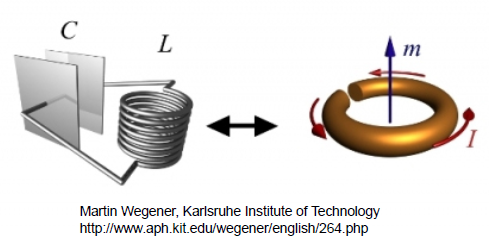 C
L
m
I
Martin Wegener, Karlsruhe Institute of Technology
http://www.aph.kit.edu/wegener/english/264.php